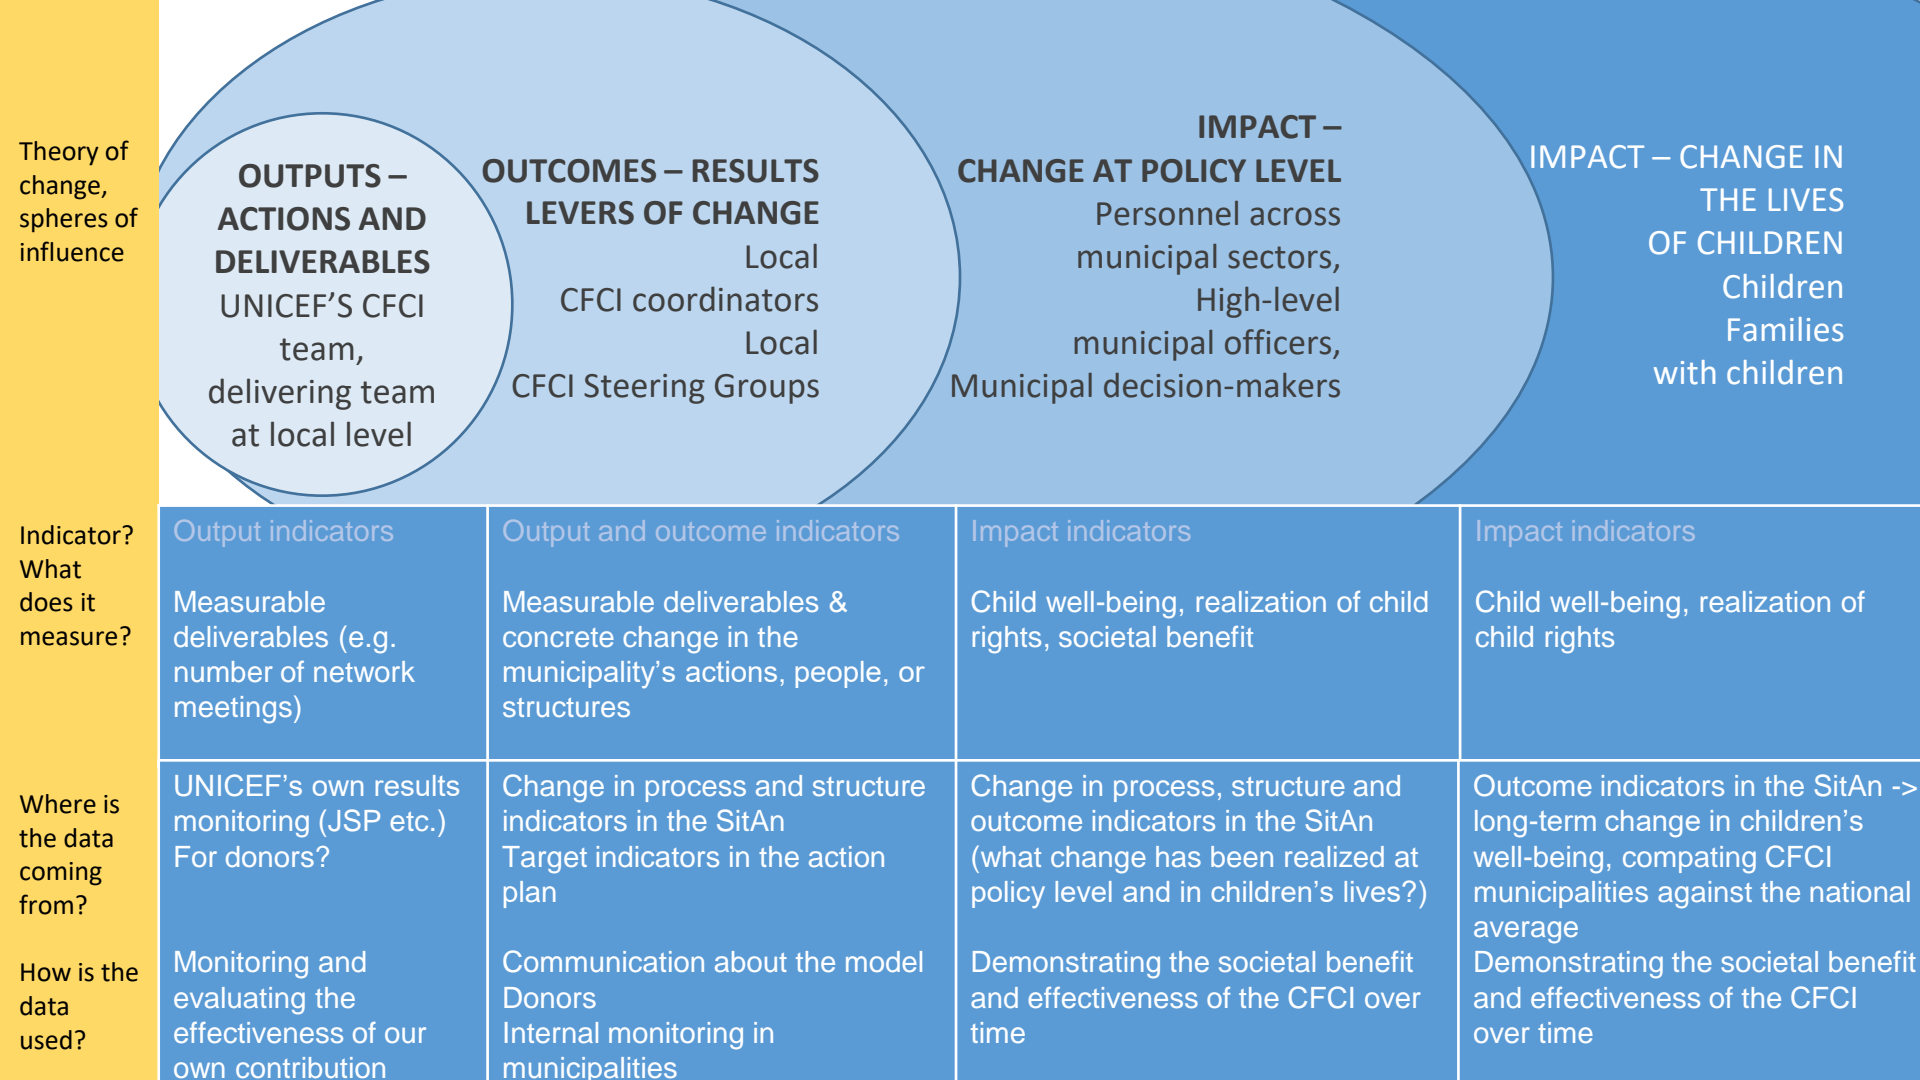 Theory of
change,
spheres of
influence
OUTPUTS –
ACTIONS AND
DELIVERABLES
UNICEF’S CFCI
team,
delivering team
at local level
OUTCOMES – RESULTS
LEVERS OF CHANGE
Local
CFCI coordinators
Local
CFCI Steering Groups
IMPACT –
CHANGE AT POLICY LEVEL
Personnel across
municipal sectors,
High-level
municipal officers,
Municipal decision-makers
IMPACT – CHANGE IN
THE LIVES
OF CHILDREN
Children
Families
with children
Indicator?
What
does it
measure?
Output indicators
Measurable
deliverables (e.g.
number of network
meetings)
Output and outcome indicators
Measurable deliverables &
concrete change in the
municipality’s actions, people, or
structures
Impact indicators
Child well-being, realization of child
rights, societal benefit
Impact indicators
Child well-being, realization of
child rights
Where is
the data
coming
from?
UNICEF’s own results
monitoring (JSP etc.)
For donors?
Change in process and structure
indicators in the SitAn
Target indicators in the action
plan
Change in process, structure and
outcome indicators in the SitAn
(what change has been realized at
policy level and in children’s lives?)
Outcome indicators in the SitAn ->
long-term change in children’s
well-being, compating CFCI
municipalities against the national
average
How is the
data
used?
Monitoring and
evaluating the
effectiveness of our
own contribution
Communication about the model
Donors
Internal monitoring in
municipalities
Demonstrating the societal benefit
and effectiveness of the CFCI over
time
Demonstrating the societal benefit
and effectiveness of the CFCI
over time